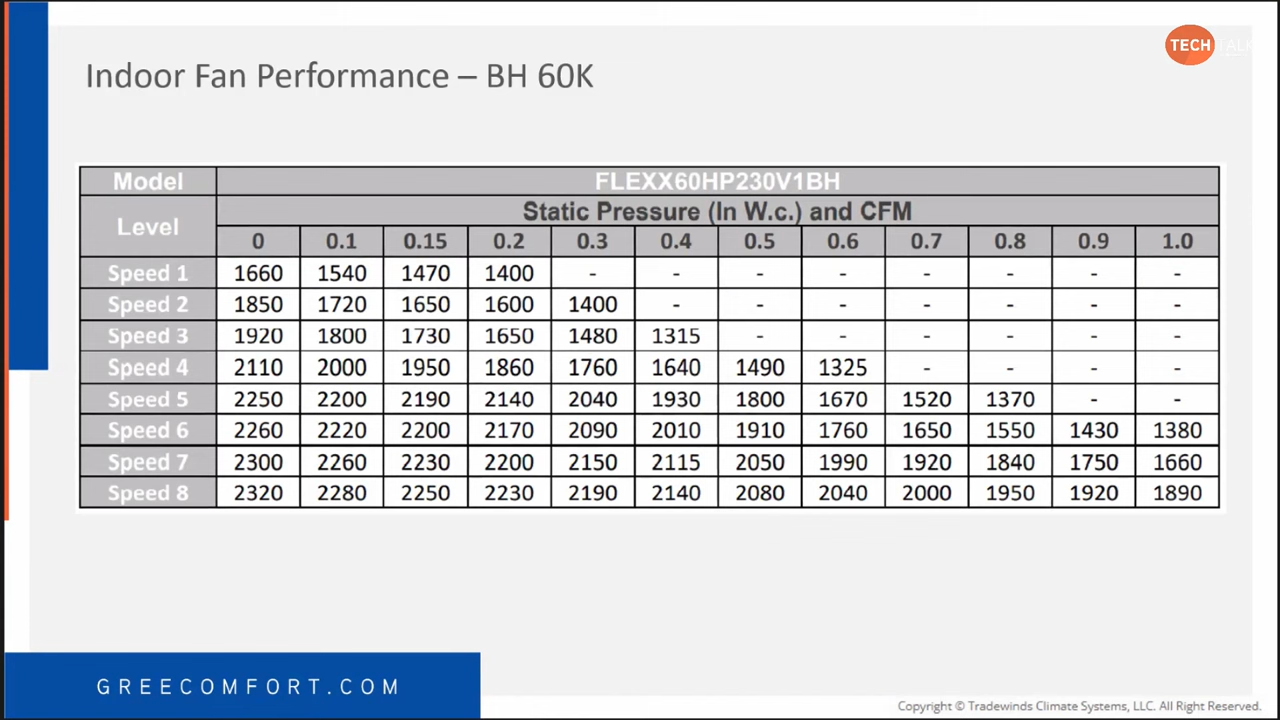 TECH TALK
Indoor Fan Performance – BH 60K
Model FLEXX60HP230V1BH
Level Static Pressure (In W.c.) and CFM
0 0.1 0.15 0.2 0.3 0.4 0.5 0.6 0.7 0.8 0.9 1.0
Speed 1 1660 1540 1470 1400 - - - - - - - -
Speed 2 1850 1720 1650 1600 1400 - - - - - - -
Speed 3 1920 1800 1730 1650 1480 1315 - - - - - -
Speed 4 2110 2000 1950 1860 1760 1640 1490 1325 - - - -
Speed 5 2250 2200 2190 2140 2040 1930 1800 1670 1520 1370 - -
Speed 6 2260 2220 2200 2170 2090 2010 1910 1760 1650 1550 1430 1380
Speed 7 2300 2260 2230 2200 2150 2115 2050 1990 1920 1840 1750 1660
Speed 8 2320 2280 2250 2230 2190 2140 2080 2040 2000 1950 1920 1890
GREECOMFORT.COM
Copyright © Tradewinds Climate Systems, LLC. All Right Reserved.